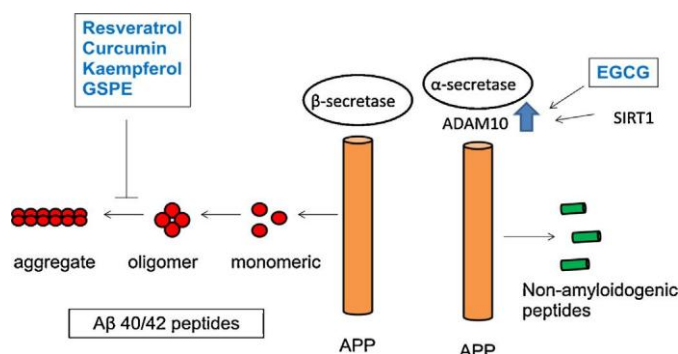 Resveratrol
Curcumin
Kaempferol
GSPE
β-secretase
α-secretase
ADAM10
EGCG
SIRT1
aggregate
oligomer
monomeric
Non-amyloidogenic
peptides
Aβ 40/42 peptides
APP
APP